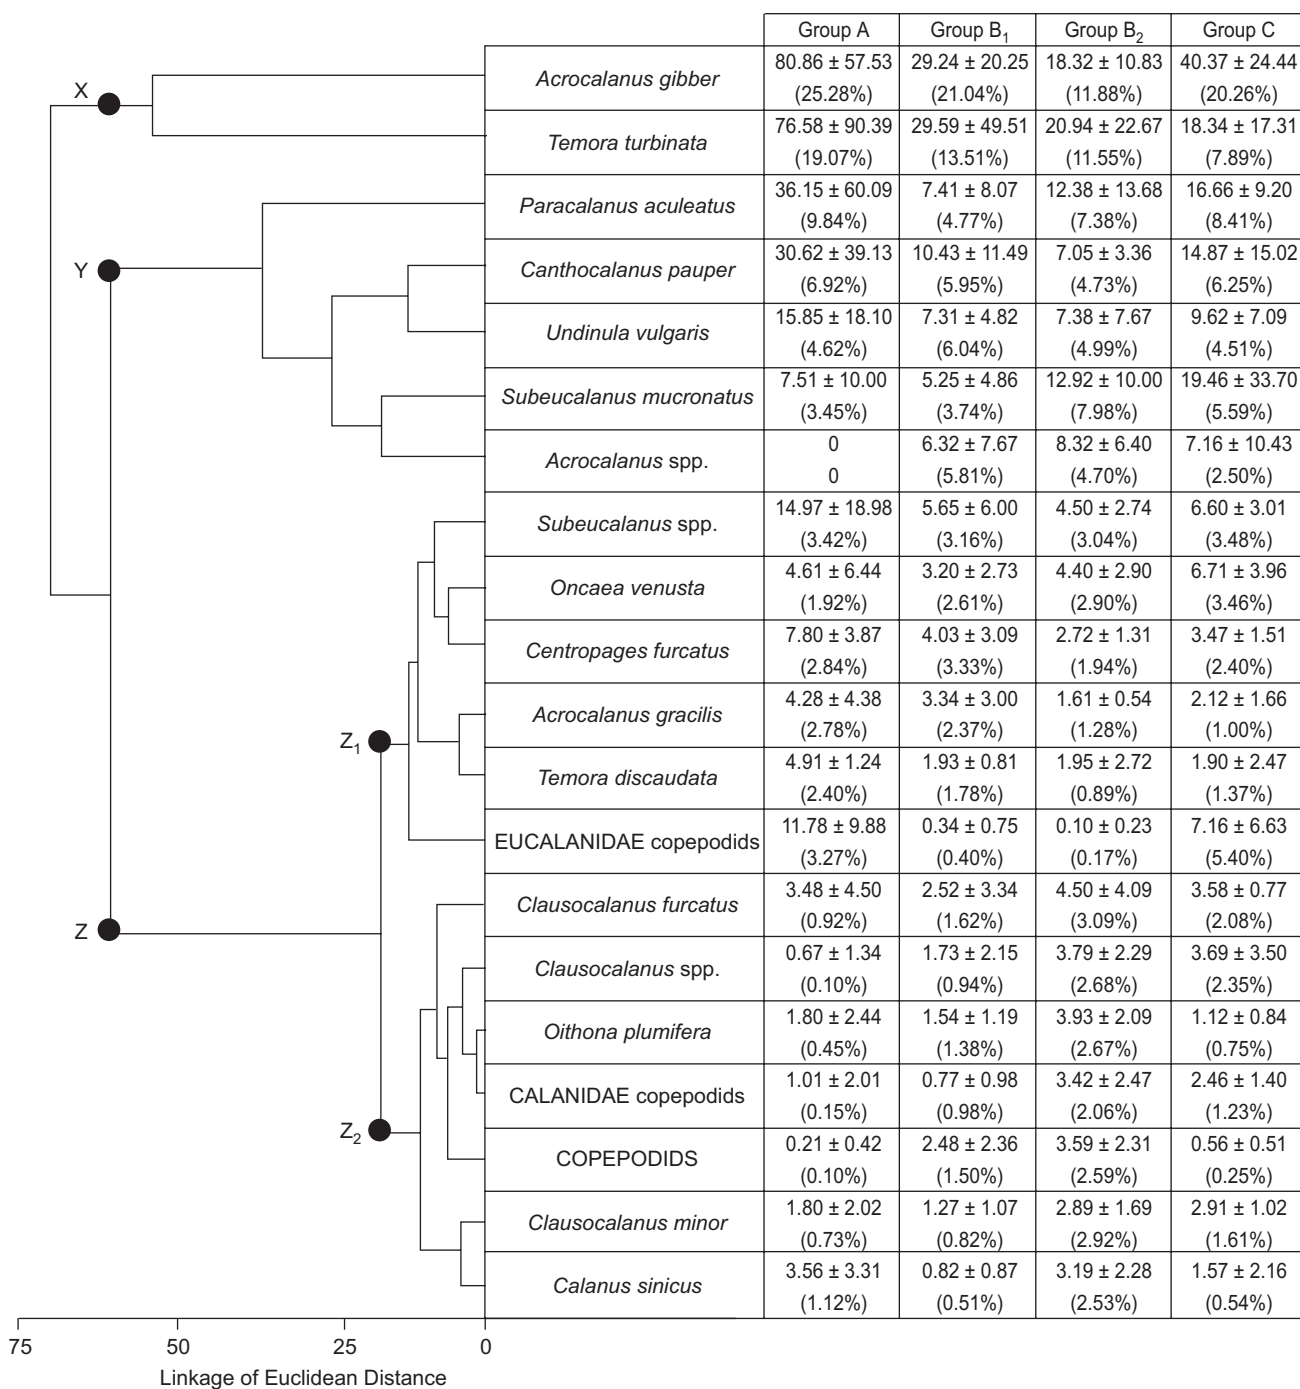 Group A Group B1 Group B2 Group C
X
Acrocalanus gibber
80.86 ± 57.53 29.24 ± 20.25 18.32 ± 10.83 40.37 ± 24.44
(25.28%) (21.04%) (11.88%) (20.26%)
Temora turbinata
76.58 ± 90.39 29.59 ± 49.51 20.94 ± 22.67 18.34 ± 17.31
(19.07%) (13.51%) (11.55%) (7.89%)
Paracalanus aculeatus
36.15 ± 60.09 7.41 ± 8.07 12.38 ± 13.68 16.66 ± 9.20
(9.84%) (4.77%) (7.38%) (8.41%)
Y
Canthocalanus pauper
30.62 ± 39.13 10.43 ± 11.49 7.05 ± 3.36 14.87 ± 15.02
(6.92%) (5.95%) (4.73%) (6.25%)
Undinula vulgaris
15.85 ± 18.10 7.31 ± 4.82 7.38 ± 7.67 9.62 ± 7.09
(4.62%) (6.04%) (4.99%) (4.51%)
Subeucalanus mucronatus
7.51 ± 10.00 5.25 ± 4.86 12.92 ± 10.00 19.46 ± 33.70
(3.45%) (3.74%) (7.98%) (5.59%)
Acrocalanus spp.
0 6.32 ± 7.67 8.32 ± 6.40 7.16 ± 10.43
0 (5.81%) (4.70%) (2.50%)
Subeucalanus spp.
14.97 ± 18.98 5.65 ± 6.00 4.50 ± 2.74 6.60 ± 3.01
(3.42%) (3.16%) (3.04%) (3.48%)
Oncaea venusta
4.61 ± 6.44 3.20 ± 2.73 4.40 ± 2.90 6.71 ± 3.96
(1.92%) (2.61%) (2.90%) (3.46%)
Centropages furcatus
7.80 ± 3.87 4.03 ± 3.09 2.72 ± 1.31 3.47 ± 1.51
(2.84%) (3.33%) (1.94%) (2.40%)
Acrocalanus gracilis
4.28 ± 4.38 3.34 ± 3.00 1.61 ± 0.54 2.12 ± 1.66
(2.78%) (2.37%) (1.28%) (1.00%)
Z1
Temora discaudata
4.91 ± 1.24 1.93 ± 0.81 1.95 ± 2.72 1.90 ± 2.47
(2.40%) (1.78%) (0.89%) (1.37%)
EUCALANIDAE copepodids
11.78 ± 9.88 0.34 ± 0.75 0.10 ± 0.23 7.16 ± 6.63
(3.27%) (0.40%) (0.17%) (5.40%)
Clausocalanus furcatus
3.48 ± 4.50 2.52 ± 3.34 4.50 ± 4.09 3.58 ± 0.77
(0.92%) (1.62%) (3.09%) (2.08%)
Z
Clausocalanus spp.
0.67 ± 1.34 1.73 ± 2.15 3.79 ± 2.29 3.69 ± 3.50
(0.10%) (0.94%) (2.68%) (2.35%)
Oithona plumifera
1.80 ± 2.44 1.54 ± 1.19 3.93 ± 2.09 1.12 ± 0.84
(0.45%) (1.38%) (2.67%) (0.75%)
CALANIDAE copepodids
1.01 ± 2.01 0.77 ± 0.98 3.42 ± 2.47 2.46 ± 1.40
(0.15%) (0.98%) (2.06%) (1.23%)
Z2
COPEPODIDS
0.21 ± 0.42 2.48 ± 2.36 3.59 ± 2.31 0.56 ± 0.51
(0.10%) (1.50%) (2.59%) (0.25%)
Clausocalanus minor
1.80 ± 2.02 1.27 ± 1.07 2.89 ± 1.69 2.91 ± 1.02
(0.73%) (0.82%) (2.92%) (1.61%)
Calanus sinicus
3.56 ± 3.31 0.82 ± 0.87 3.19 ± 2.28 1.57 ± 2.16
(1.12%) (0.51%) (2.53%) (0.54%)
75 50 25 0
Linkage of Euclidean Distance